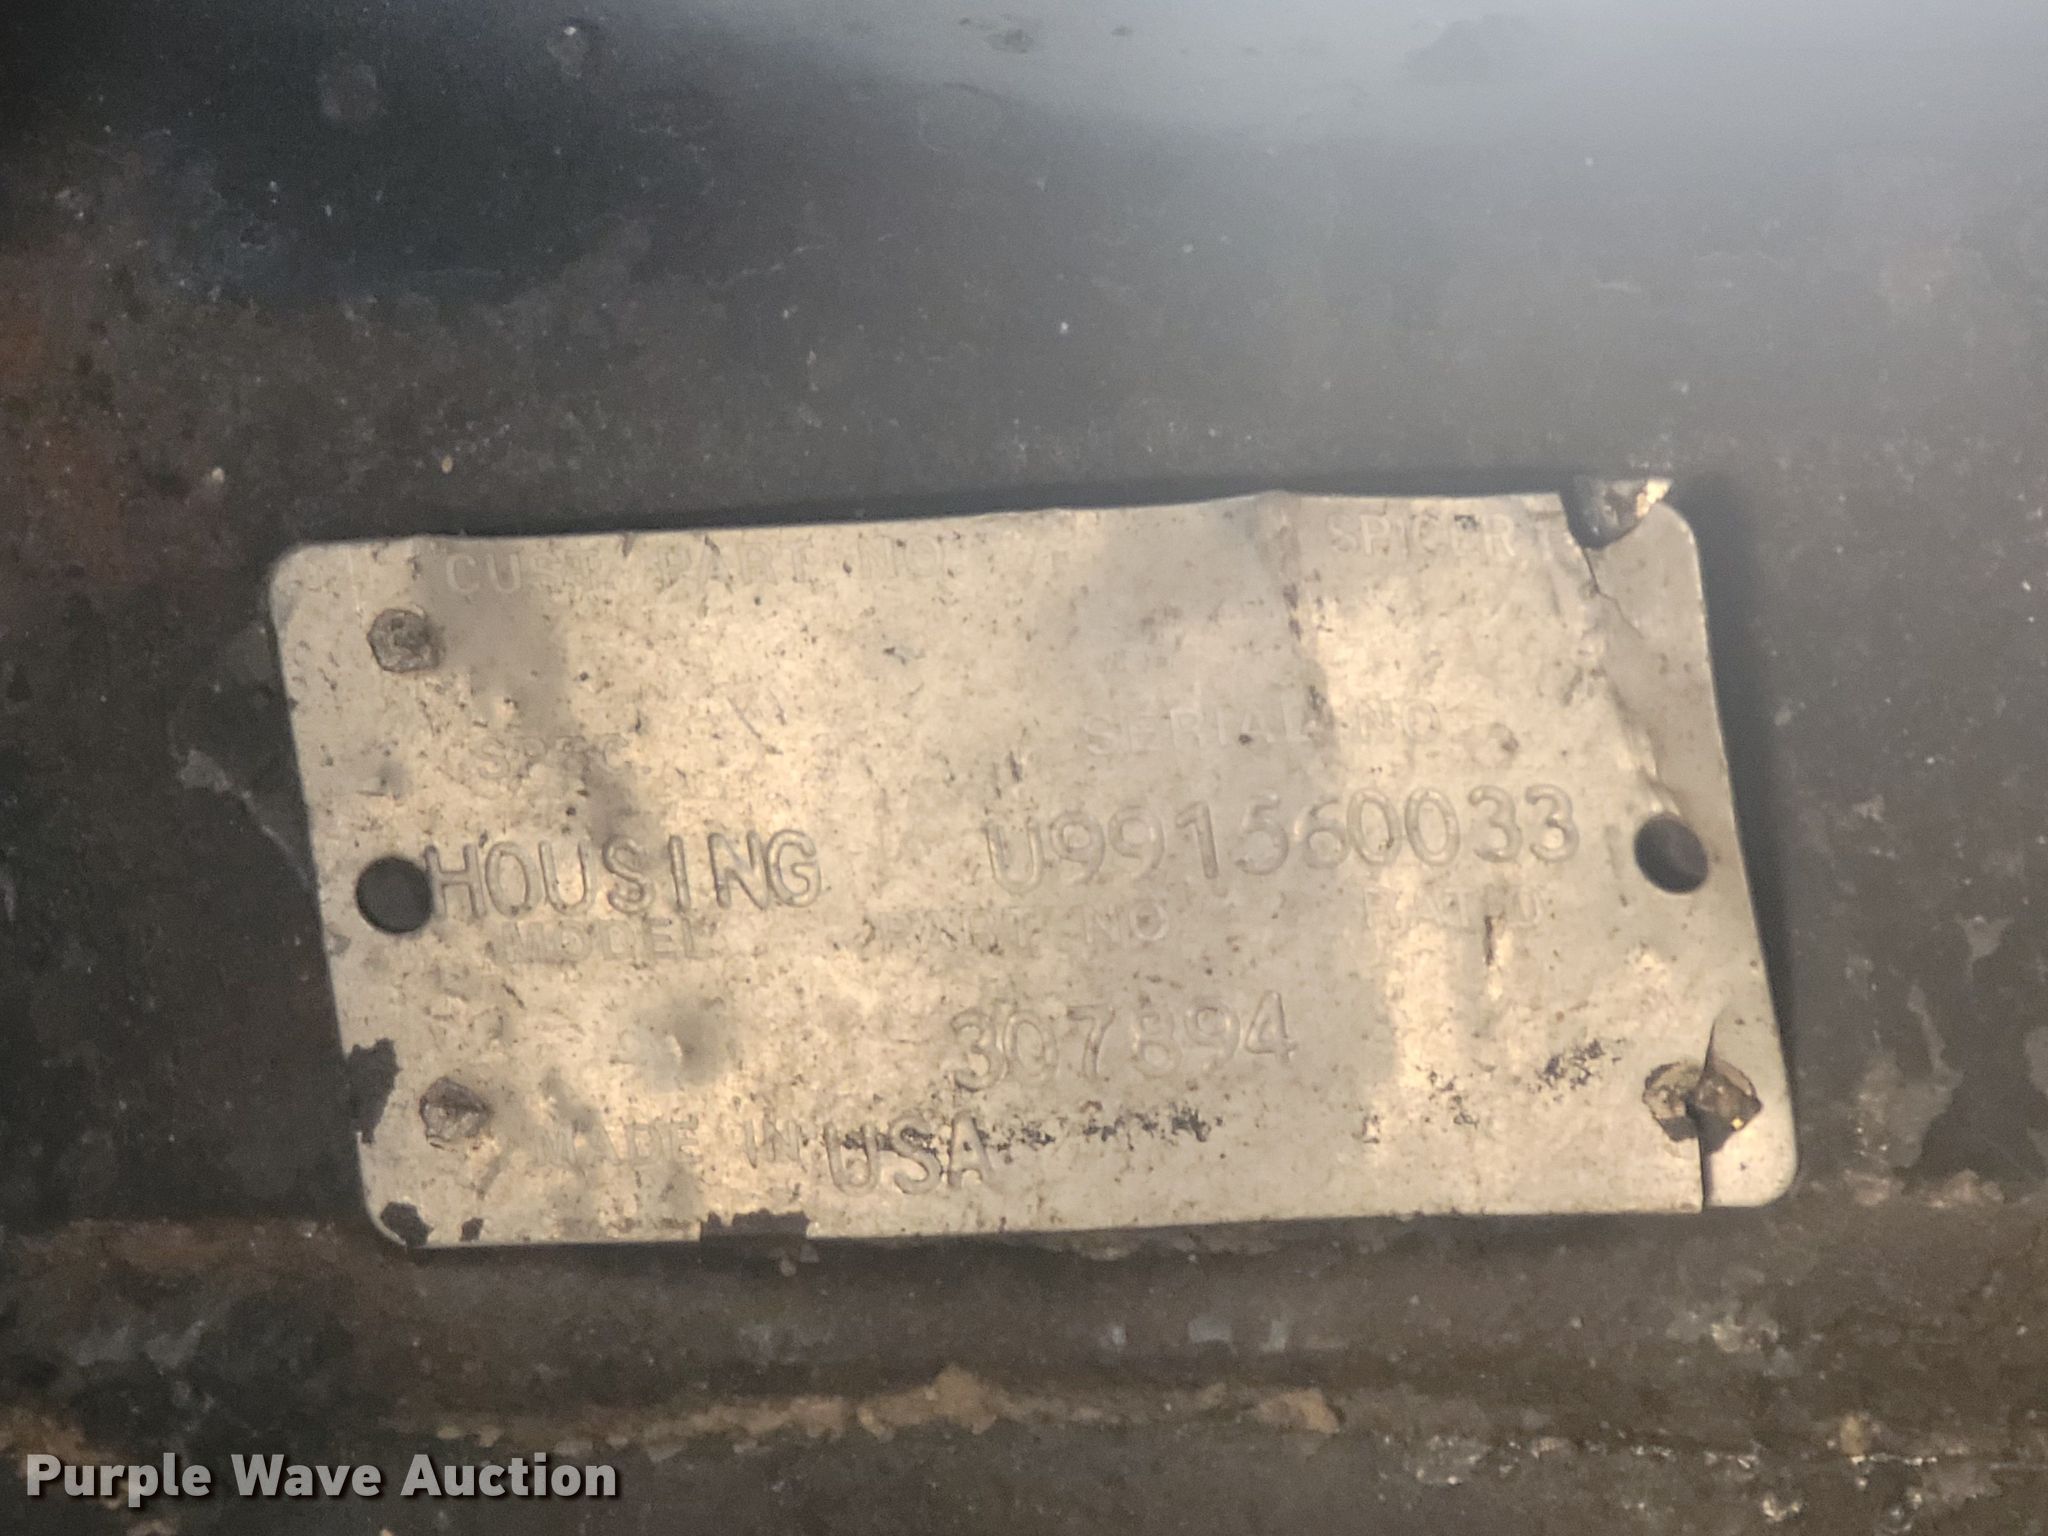 CUST. PART NO. SPICER
SPEC SERIAL NO
HOUSING U991560033
MODEL PART NO RATIO
307894
MADE IN USA
Purple Wave Auction